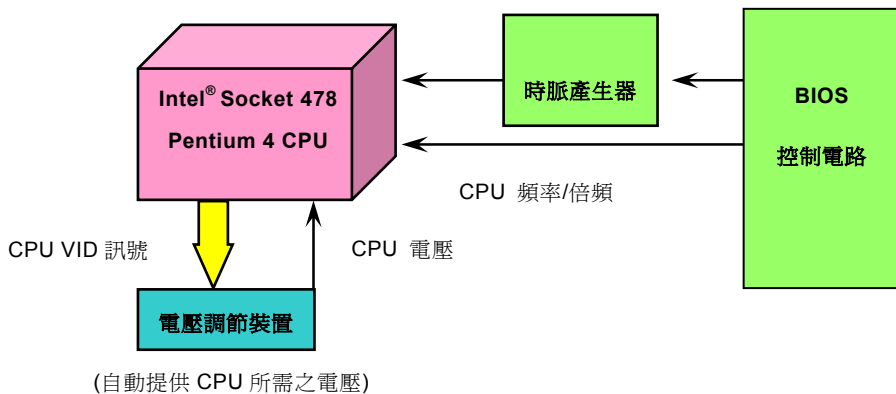 Intel® Socket 478
Pentium 4 CPU
時脈產生器
BIOS
控制電路
CPU 頻率/倍頻
CPU VID 訊號
CPU 電壓
電壓調節裝置
(自動提供 CPU 所需之電壓)